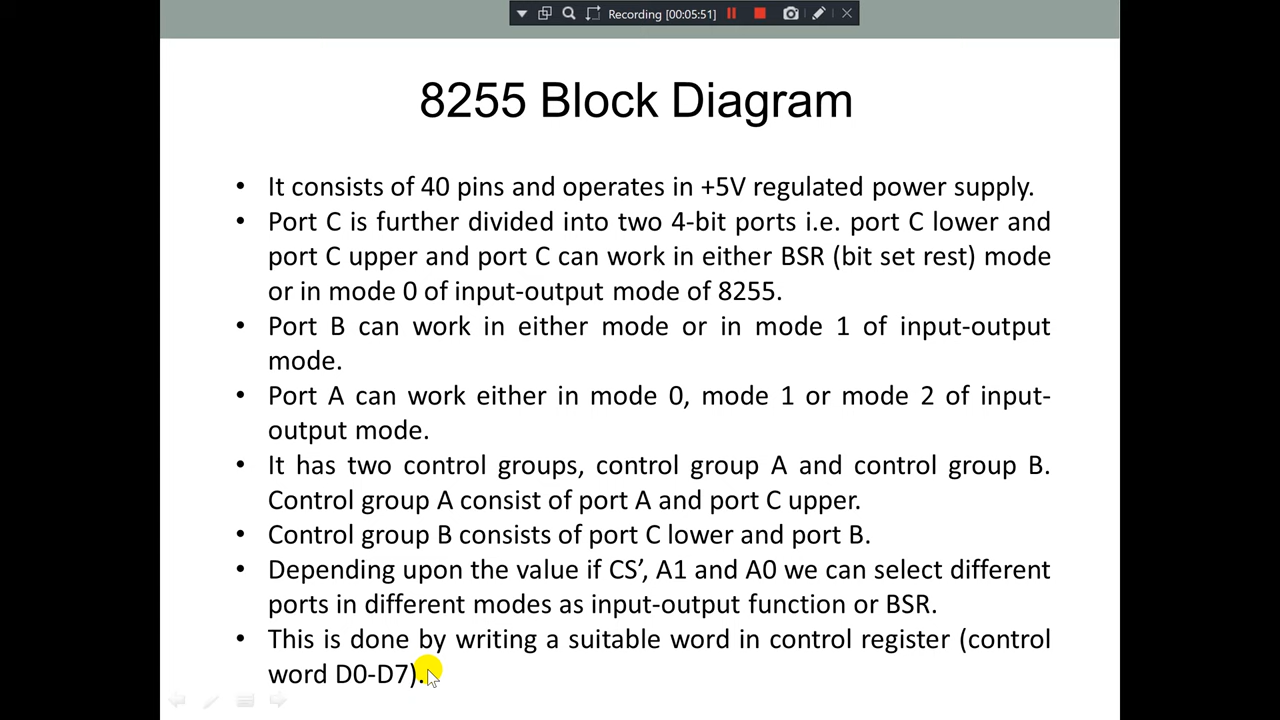 Recording [00:05:51]
8255 Block Diagram
• It consists of 40 pins and operates in +5V regulated power supply.
• Port C is further divided into two 4-bit ports i.e. port C lower and
port C upper and port C can work in either BSR (bit set rest) mode
or in mode 0 of input-output mode of 8255.
• Port B can work in either mode or in mode 1 of input-output
mode.
• Port A can work either in mode 0, mode 1 or mode 2 of input-
output mode.
• It has two control groups, control group A and control group B.
Control group A consist of port A and port C upper.
• Control group B consists of port C lower and port B.
• Depending upon the value if CS’, A1 and A0 we can select different
ports in different modes as input-output function or BSR.
• This is done by writing a suitable word in control register (control
word D0-D7).